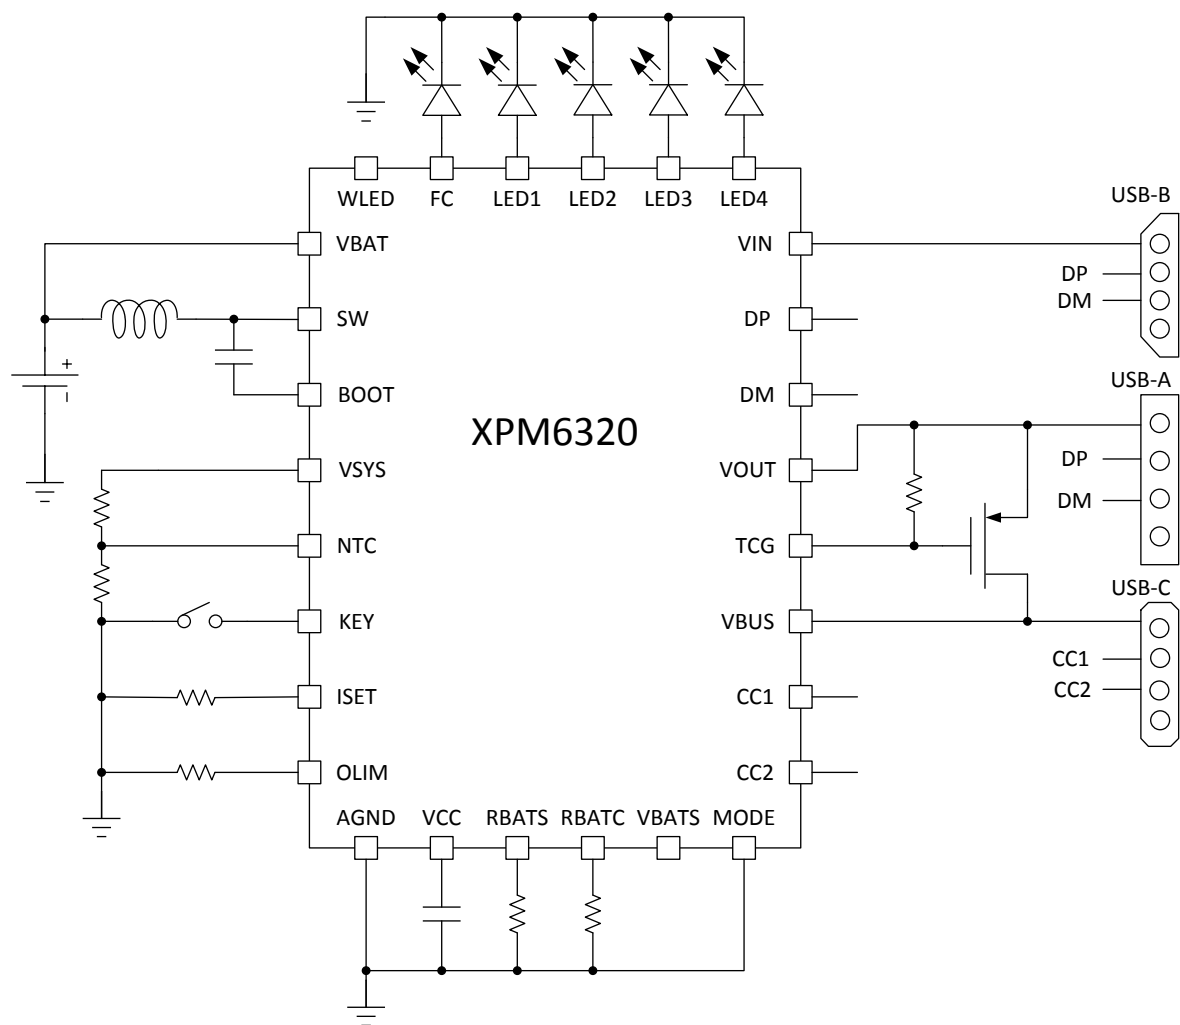 WLED FC LED1 LED2 LED3 LED4
USB-B
VBAT VIN
DP
DM
SW DP
+
-
USB-A
BOOT DM
XPM6320
VSYS VOUT
DP
DM
NTC TCG
USB-C
KEY VBUS
CC1
CC2
ISET CC1
OLIM CC2
AGND VCC RBATS RBATC VBATS MODE